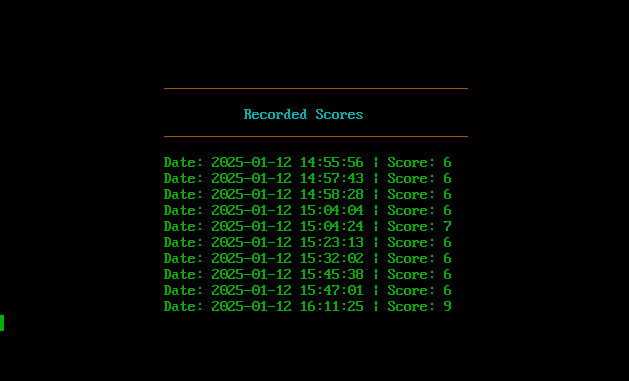 Recorded Scores
Date: 2025-01-12 14:55:56 | Score: 6
Date: 2025-01-12 14:57:43 | Score: 6
Date: 2025-01-12 14:58:28 | Score: 6
Date: 2025-01-12 15:04:04 | Score: 6
Date: 2025-01-12 15:04:24 | Score: 7
Date: 2025-01-12 15:23:13 | Score: 6
Date: 2025-01-12 15:32:02 | Score: 6
Date: 2025-01-12 15:45:38 | Score: 6
Date: 2025-01-12 15:47:01 | Score: 6
Date: 2025-01-12 16:11:25 | Score: 9